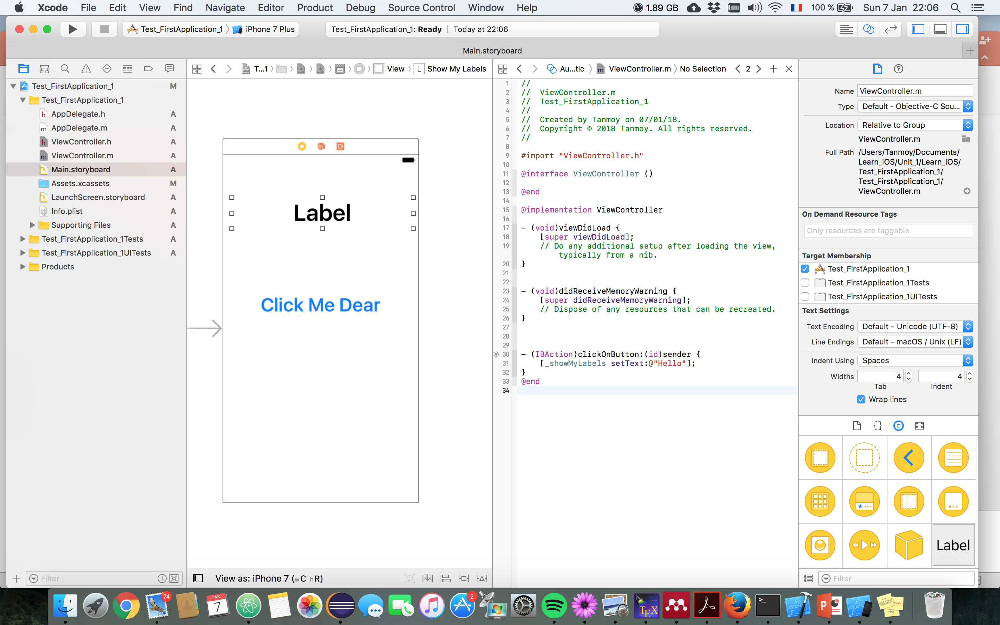 Xcode File Edit View Find Navigate Editor Product Debug Source Control Window Help 1.89 GB 100 % Sun 7 Jan 22:06
Test_FirstApplication_1 iPhone 7 Plus Test_FirstApplication_1: Ready | Today at 22:06
Main.storyboard
T...1 View L Show My Labels
Au...tic m ViewController.m No Selection 2
Test_FirstApplication_1 M
Test_FirstApplication_1
h AppDelegate.h A
m AppDelegate.m A
h ViewController.h A
m ViewController.m A
Main.storyboard A
Assets.xcassets M
LaunchScreen.storyboard A
Info.plist A
Supporting Files A
Test_FirstApplication_1Tests A
Test_FirstApplication_1UITests A
Products
Filter
Label
Click Me Dear
View as: iPhone 7 (wC hR)
1 //
2 //  ViewController.m
3 //  Test_FirstApplication_1
4 //
5 //  Created by Tanmoy on 07/01/18.
6 //  Copyright © 2018 Tanmoy. All rights reserved.
7 //
8
9 #import "ViewController.h"
10
11 @interface ViewController ()
12
13 @end
14
15 @implementation ViewController
16
17 - (void)viewDidLoad {
18     [super viewDidLoad];
19     // Do any additional setup after loading the view,
typically from a nib.
20 }
21
22
23 - (void)didReceiveMemoryWarning {
24     [super didReceiveMemoryWarning];
25     // Dispose of any resources that can be recreated.
26 }
27
28
29
30 - (IBAction)clickOnButton:(id)sender {
31     [_showMyLabels setText:@"Hello"];
32 }
33 @end
34
Name ViewController.m
Type Default - Objective-C Sou...
Location Relative to Group
ViewController.m
Full Path /Users/Tanmoy/Documents/
Learn_iOS/Unit_1/Learn_iOS/
Test_FirstApplication_1/
Test_FirstApplication_1/
ViewController.m
On Demand Resource Tags
Only resources are taggable
Target Membership
Test_FirstApplication_1
Test_FirstApplication_1Tests
Test_FirstApplication_1UITests
Text Settings
Text Encoding Default - Unicode (UTF-8)
Line Endings Default - macOS / Unix (LF)
Indent Using Spaces
Widths 4 4
Tab Indent
Wrap lines
{}
Label
Filter
74 JAN 7 2 TEX >_ P